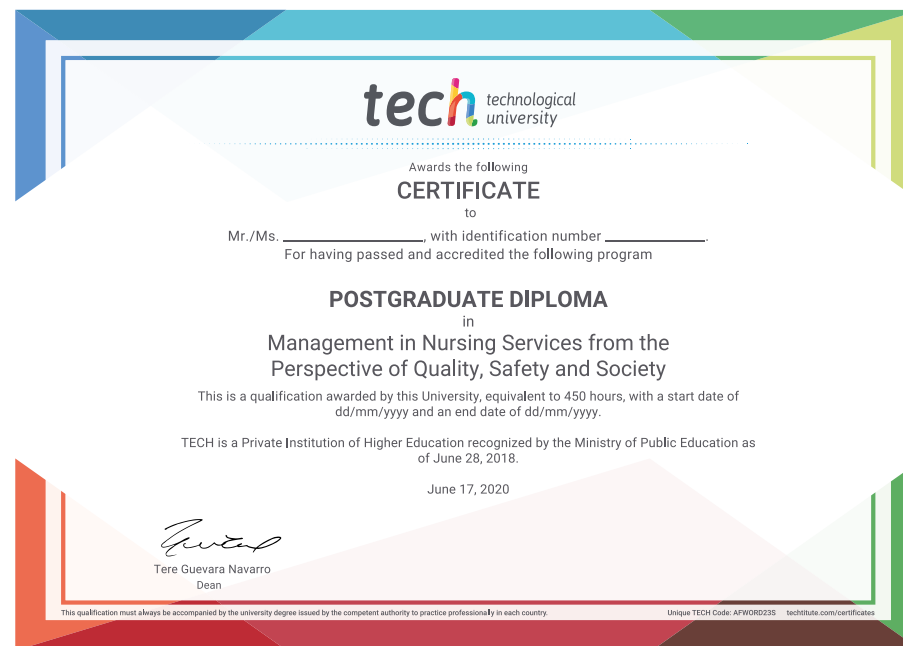 tech technological
university
Awards the following
CERTIFICATE
to
Mr./Ms. ____________________, with identification number ______________.
For having passed and accredited the following program
POSTGRADUATE DIPLOMA
in
Management in Nursing Services from the
Perspective of Quality, Safety and Society
This is a qualification awarded by this University, equivalent to 450 hours, with a start date of
dd/mm/yyyy and an end date of dd/mm/yyyy.
TECH is a Private Institution of Higher Education recognized by the Ministry of Public Education as
of June 28, 2018.
June 17, 2020
Tere Guevara Navarro
Dean
This qualification must always be accompanied by the university degree issued by the competent authority to practice professionally in each country.
Unique TECH Code: AFWORD23S techtitute.com/certificates